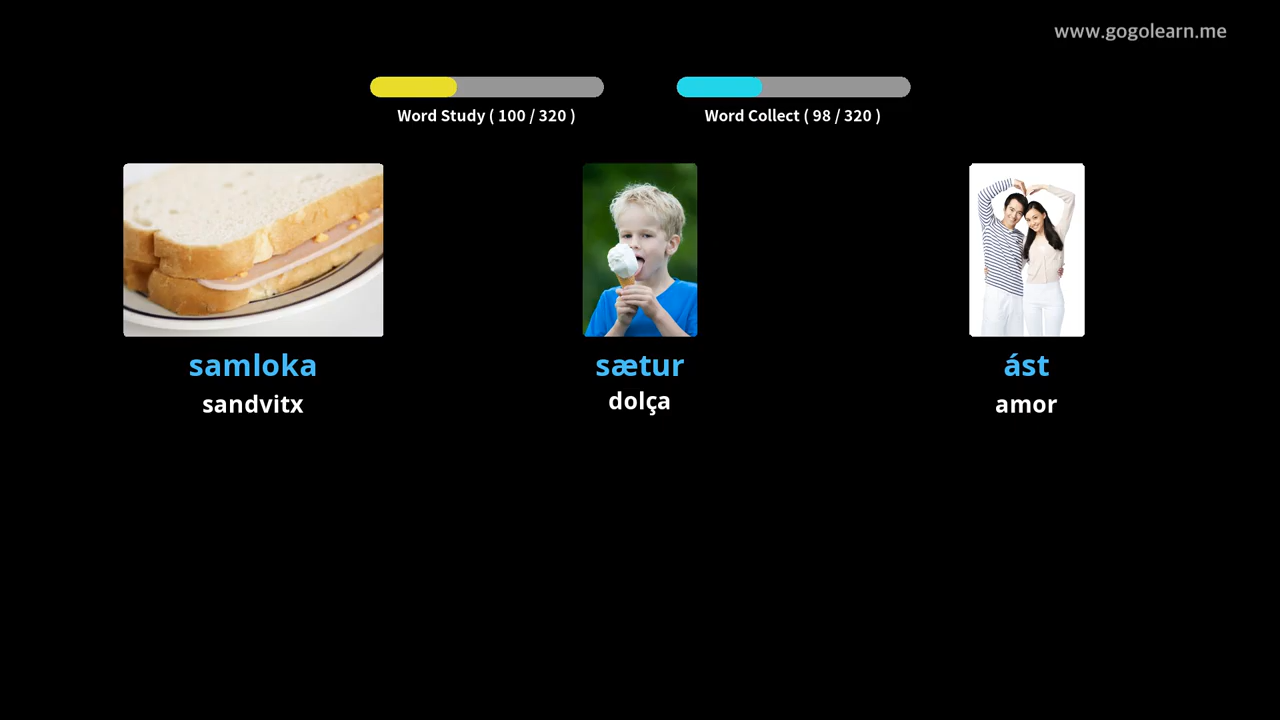 www.gogolearn.me
Word Study ( 100 / 320 )
Word Collect ( 98 / 320 )
samloka
sandvitx
sætur
dolça
ást
amor